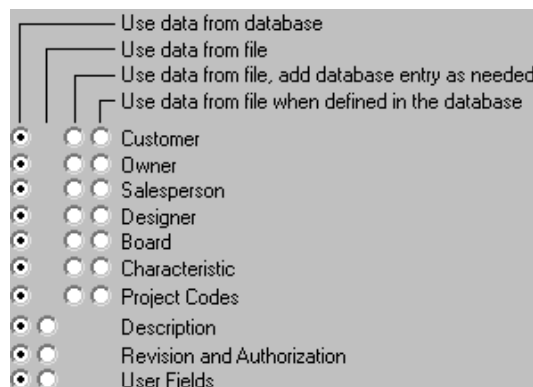 Use data from database
Use data from file
Use data from file, add database entry as needed
Use data from file when defined in the database
Customer
Owner
Salesperson
Designer
Board
Characteristic
Project Codes
Description
Revision and Authorization
User Fields